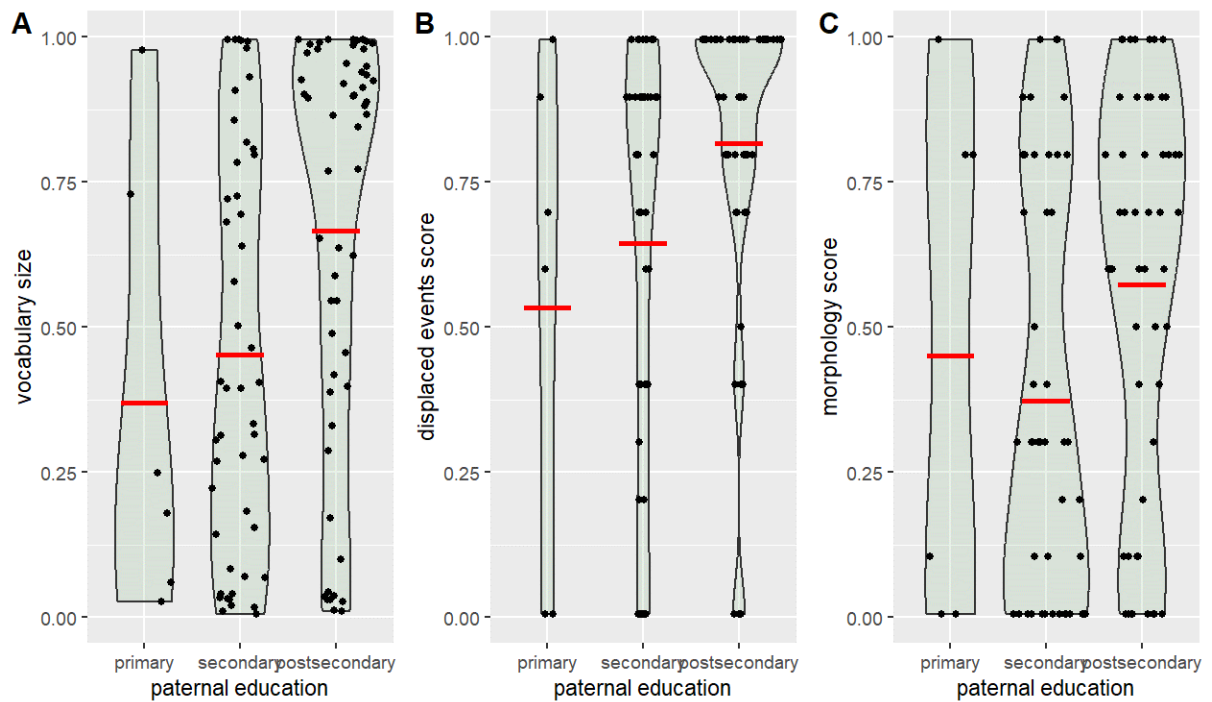 A
1.00
0.75
0.50
0.25
0.00
vocabulary size
primary
secondary
postsecondary
paternal education
B
1.00
0.75
0.50
0.25
0.00
displaced events score
primary
secondary
postsecondary
paternal education
C
1.00
0.75
0.50
0.25
0.00
morphology score
primary
secondary
postsecondary
paternal education